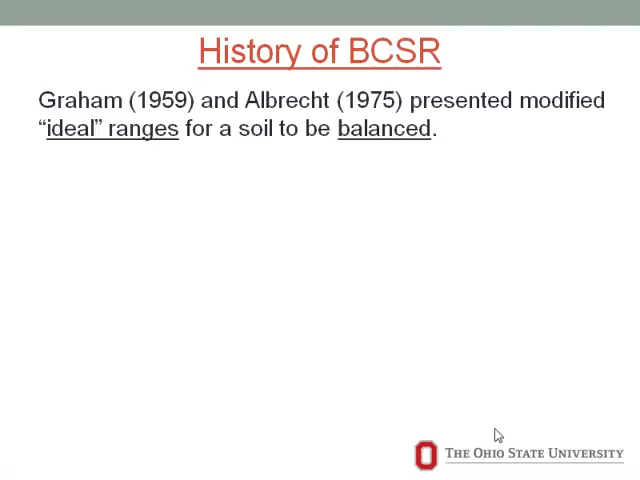 History of BCSR
Graham (1959) and Albrecht (1975) presented modified
“ideal” ranges for a soil to be balanced.
THE OHIO STATE UNIVERSITY